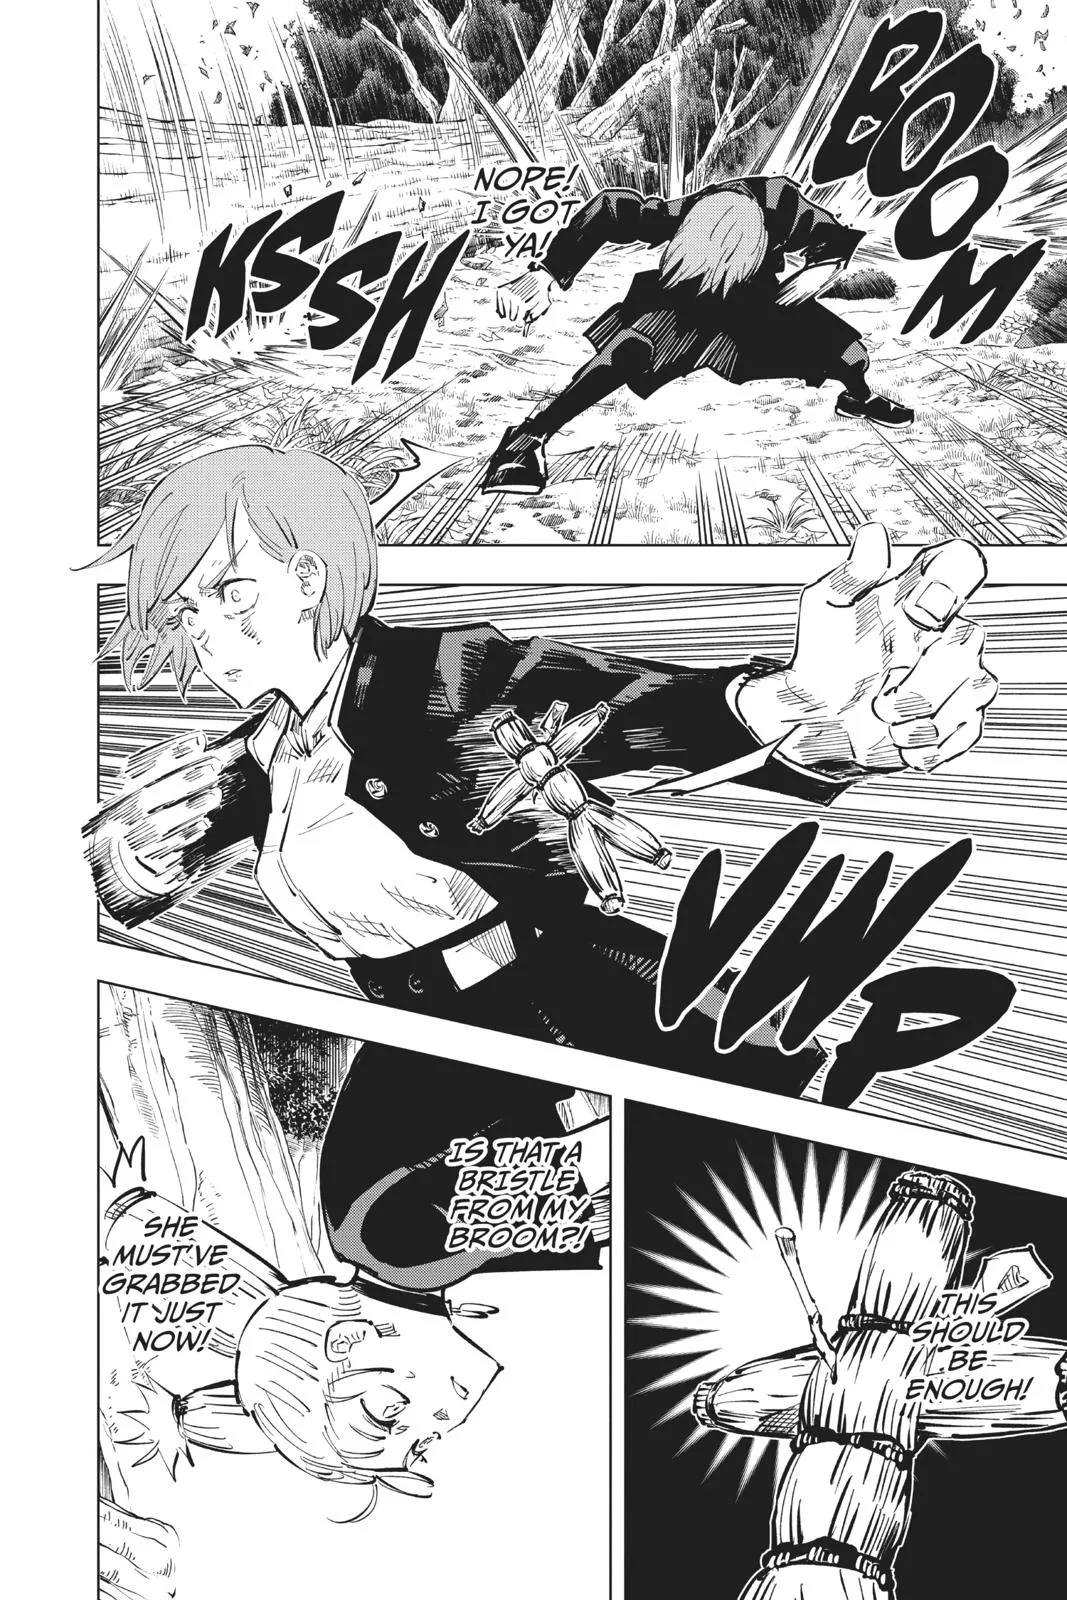 BOOM
NOPE!
I GOT
YA!
KSSH
VWP
THIS
SHOULD
BE
ENOUGH!
IS THAT A
BRISTLE
FROM MY
BROOM?!
SHE
MUST'VE
GRABBED
IT JUST
NOW!